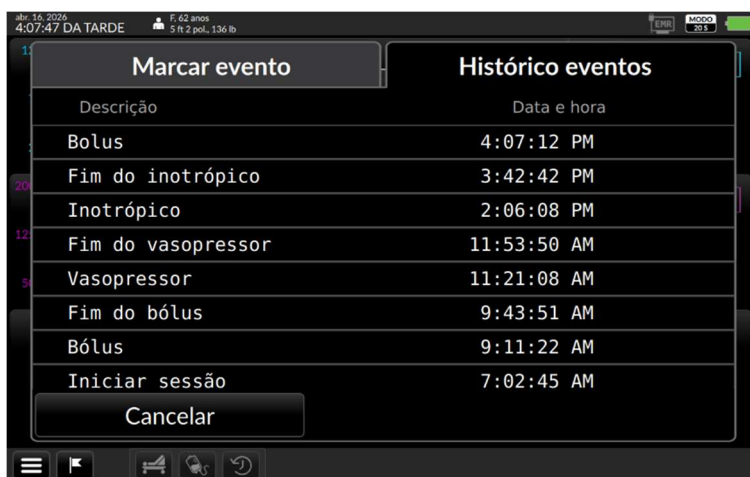 abr. 16, 2026
4:07:47 DA TARDE
F, 62 anos
5 ft 2 pol., 136 lb
EMR
MODO
20 S
Marcar evento
Histórico eventos
Descrição Data e hora
Bolus 4:07:12 PM
Fim do inotrópico 3:42:42 PM
Inotrópico 2:06:08 PM
Fim do vasopressor 11:53:50 AM
Vasopressor 11:21:08 AM
Fim do bólus 9:43:51 AM
Bólus 9:11:22 AM
Iniciar sessão 7:02:45 AM
Cancelar